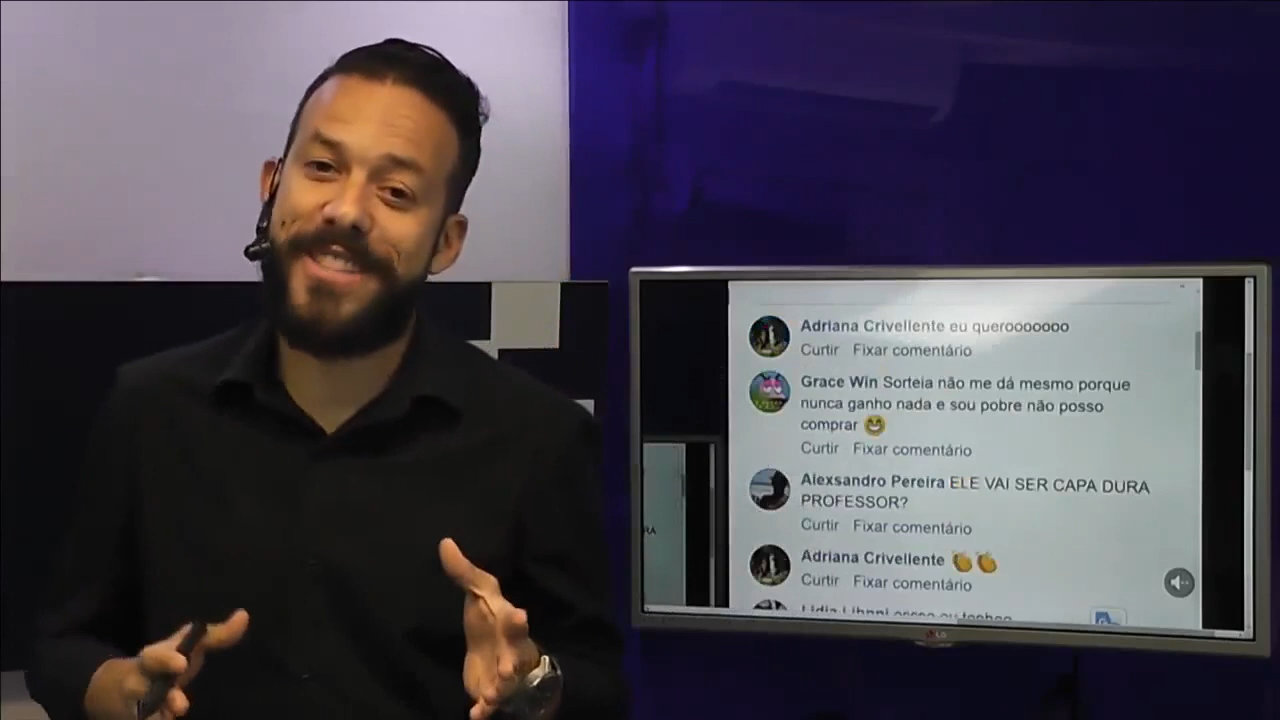 Adriana Crivellente eu querooooooo
Curtir Fixar comentário
Grace Win Sorteia não me dá mesmo porque
nunca ganho nada e sou pobre não posso
comprar
Curtir Fixar comentário
Alexsandro Pereira ELE VAI SER CAPA DURA
PROFESSOR?
Curtir Fixar comentário
Adriana Crivellente
Curtir Fixar comentário
RA
LG